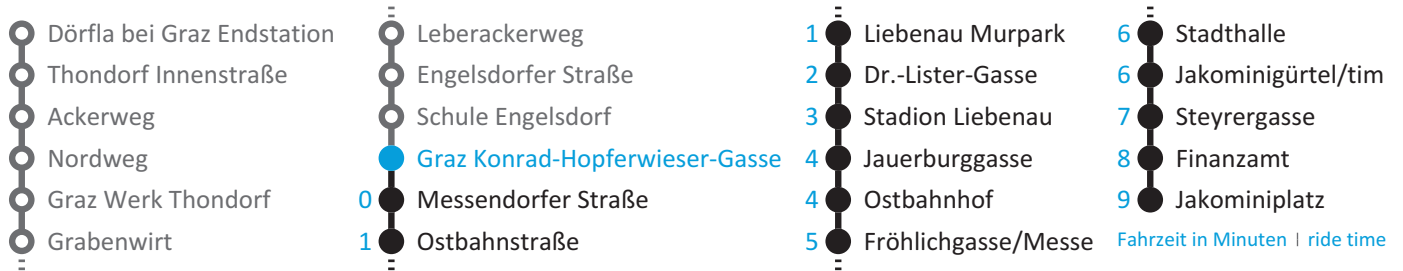 Dörfla bei Graz Endstation
Thondorf Innenstraße
Ackerweg
Nordweg
Graz Werk Thondorf
Grabenwirt
Leberackerweg
Engelsdorfer Straße
Schule Engelsdorf
Graz Konrad-Hopferwieser-Gasse
0 Messendorfer Straße
1 Ostbahnstraße
1 Liebenau Murpark
2 Dr.-Lister-Gasse
3 Stadion Liebenau
4 Jauerburggasse
4 Ostbahnhof
5 Fröhlichgasse/Messe
6 Stadthalle
6 Jakominigürtel/tim
7 Steyrergasse
8 Finanzamt
9 Jakominiplatz
Fahrzeit in Minuten | ride time